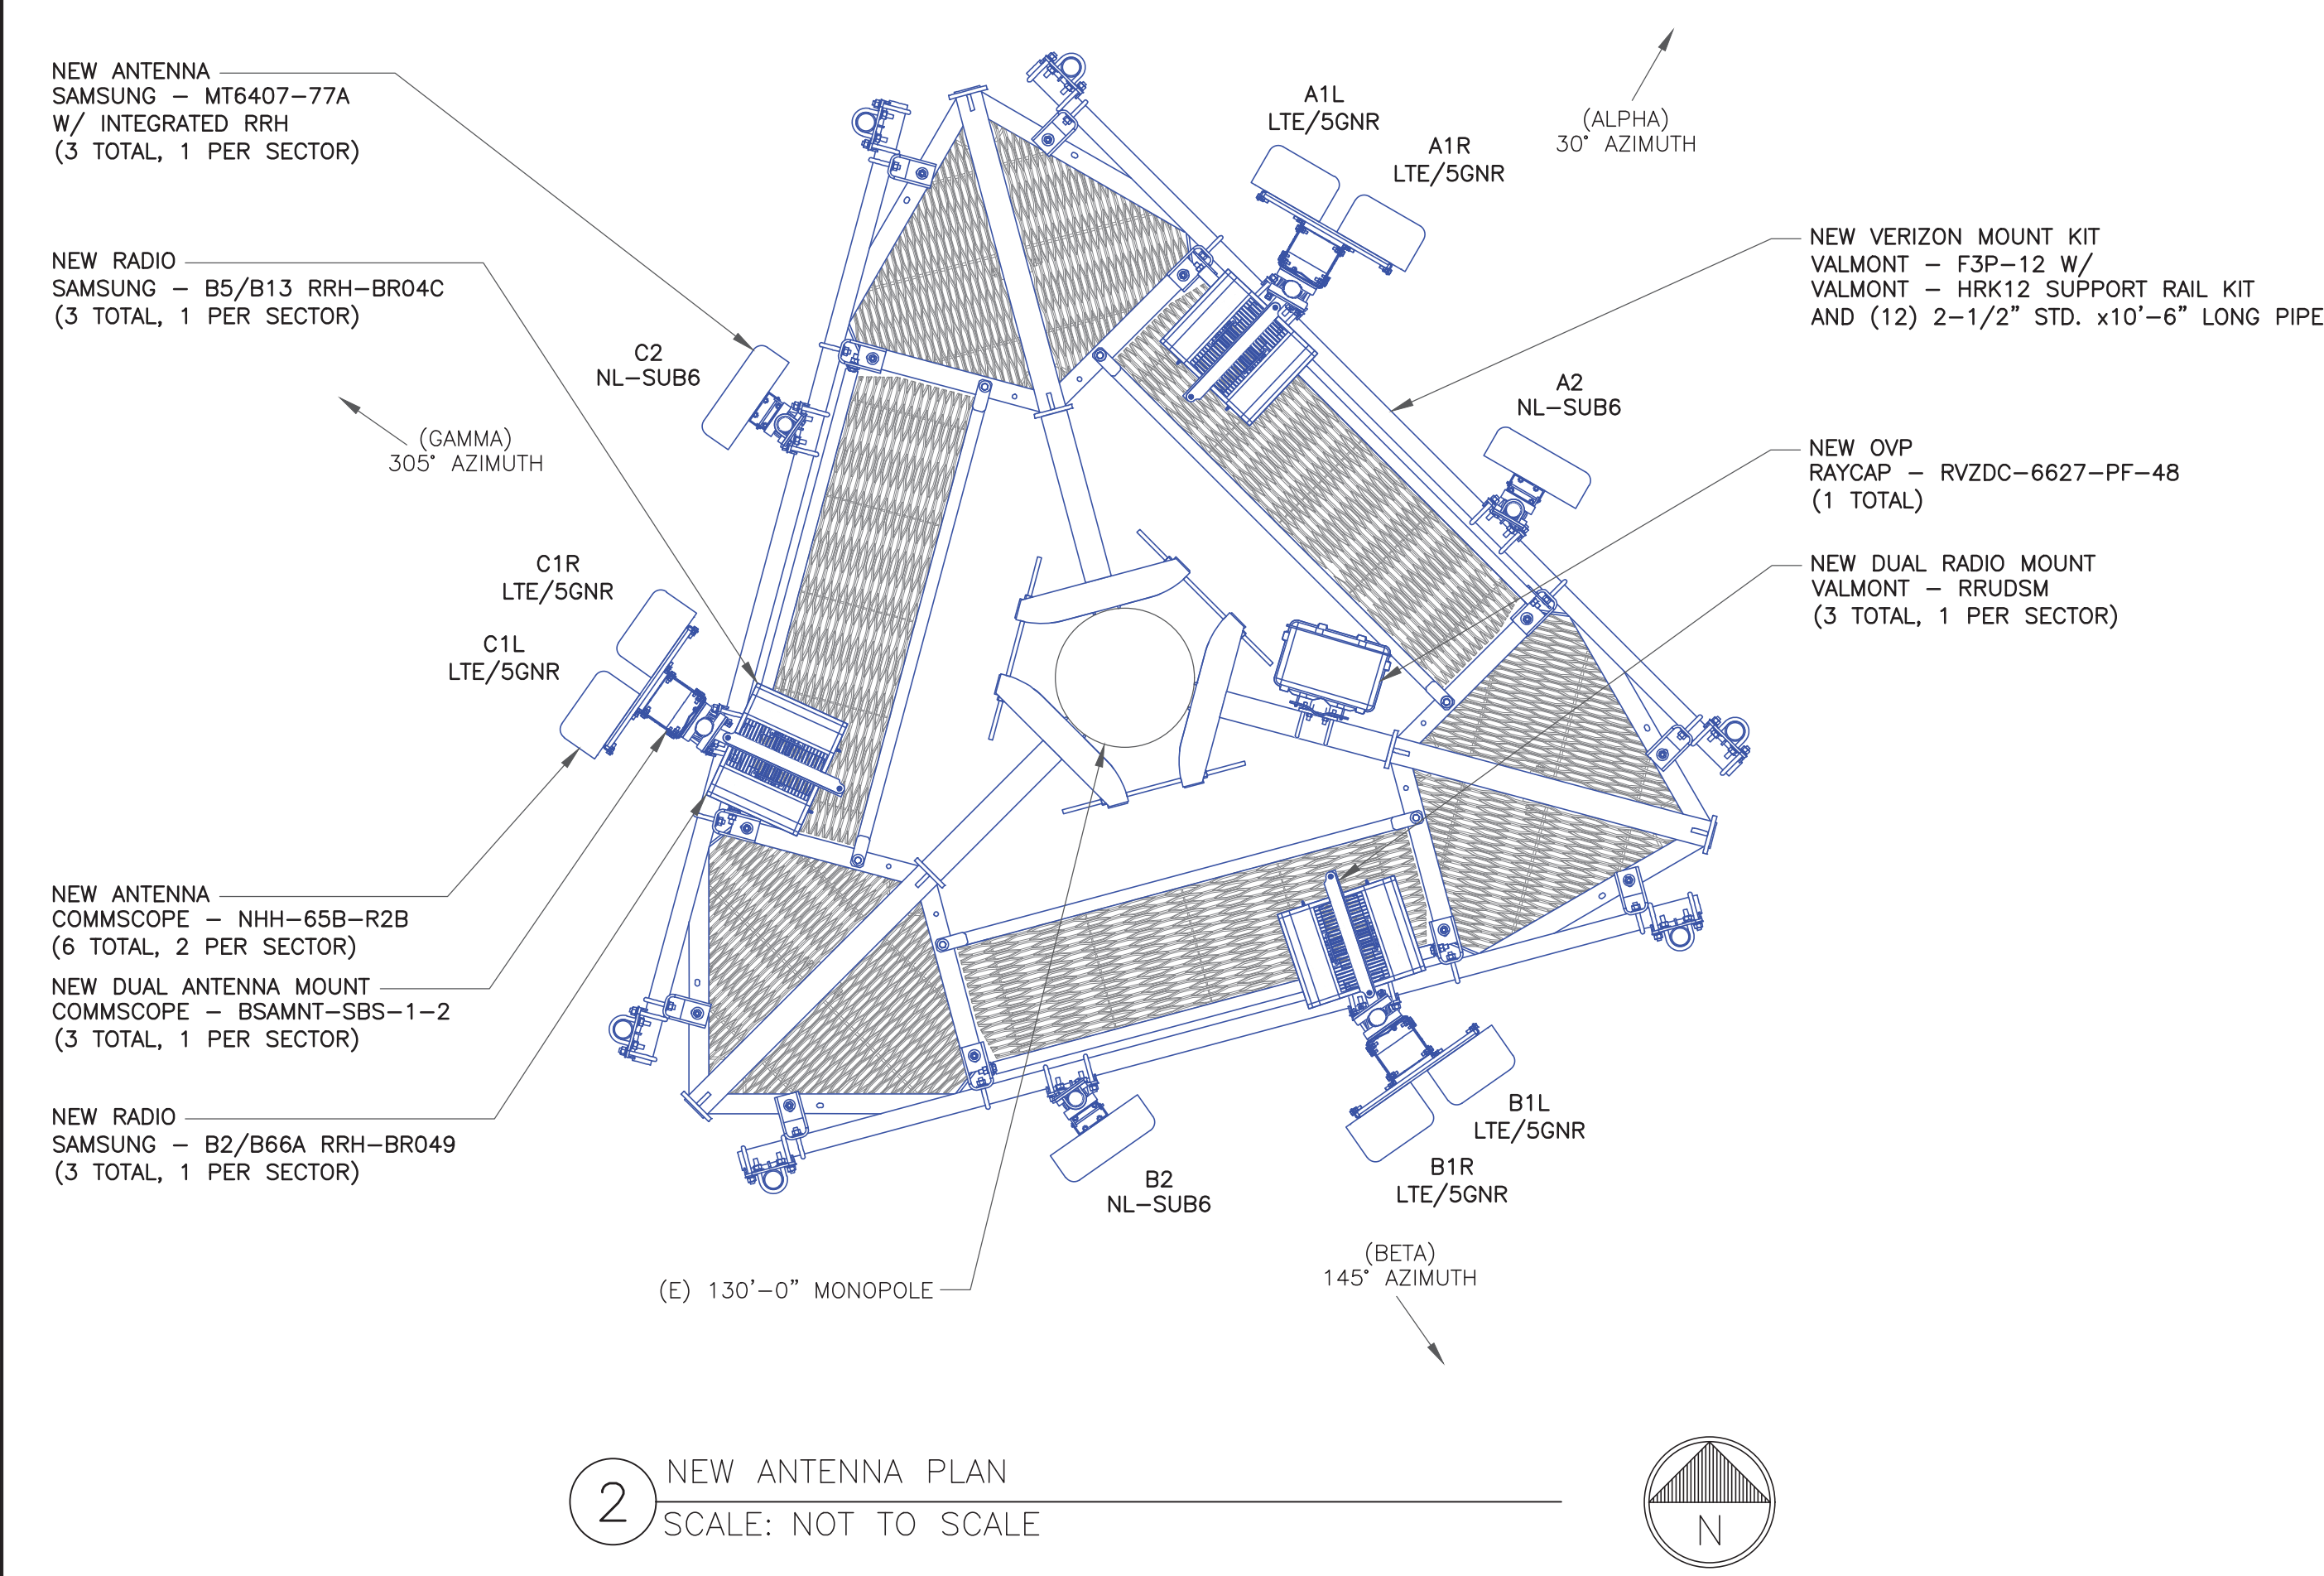 NEW ANTENNA
SAMSUNG – MT6407–77A
W/ INTEGRATED RRH
(3 TOTAL, 1 PER SECTOR)
NEW RADIO
SAMSUNG – B5/B13 RRH–BR04C
(3 TOTAL, 1 PER SECTOR)
(GAMMA)
305° AZIMUTH
C2
NL–SUB6
C1R
LTE/5GNR
C1L
LTE/5GNR
NEW ANTENNA
COMMSCOPE – NHH–65B–R2B
(6 TOTAL, 2 PER SECTOR)
NEW DUAL ANTENNA MOUNT
COMMSCOPE – BSAMNT–SBS–1–2
(3 TOTAL, 1 PER SECTOR)
NEW RADIO
SAMSUNG – B2/B66A RRH–BR049
(3 TOTAL, 1 PER SECTOR)
A1L
LTE/5GNR
A1R
LTE/5GNR
(ALPHA)
30° AZIMUTH
A2
NL–SUB6
NEW VERIZON MOUNT KIT
VALMONT – F3P–12 W/
VALMONT – HRK12 SUPPORT RAIL KIT
AND (12) 2–1/2" STD. x10'–6" LONG PIPE
NEW OVP
RAYCAP – RVZDC–6627–PF–48
(1 TOTAL)
NEW DUAL RADIO MOUNT
VALMONT – RRUDSM
(3 TOTAL, 1 PER SECTOR)
B1L
LTE/5GNR
B1R
LTE/5GNR
B2
NL–SUB6
(BETA)
145° AZIMUTH
(E) 130'–0" MONOPOLE
2
NEW ANTENNA PLAN
SCALE: NOT TO SCALE
N